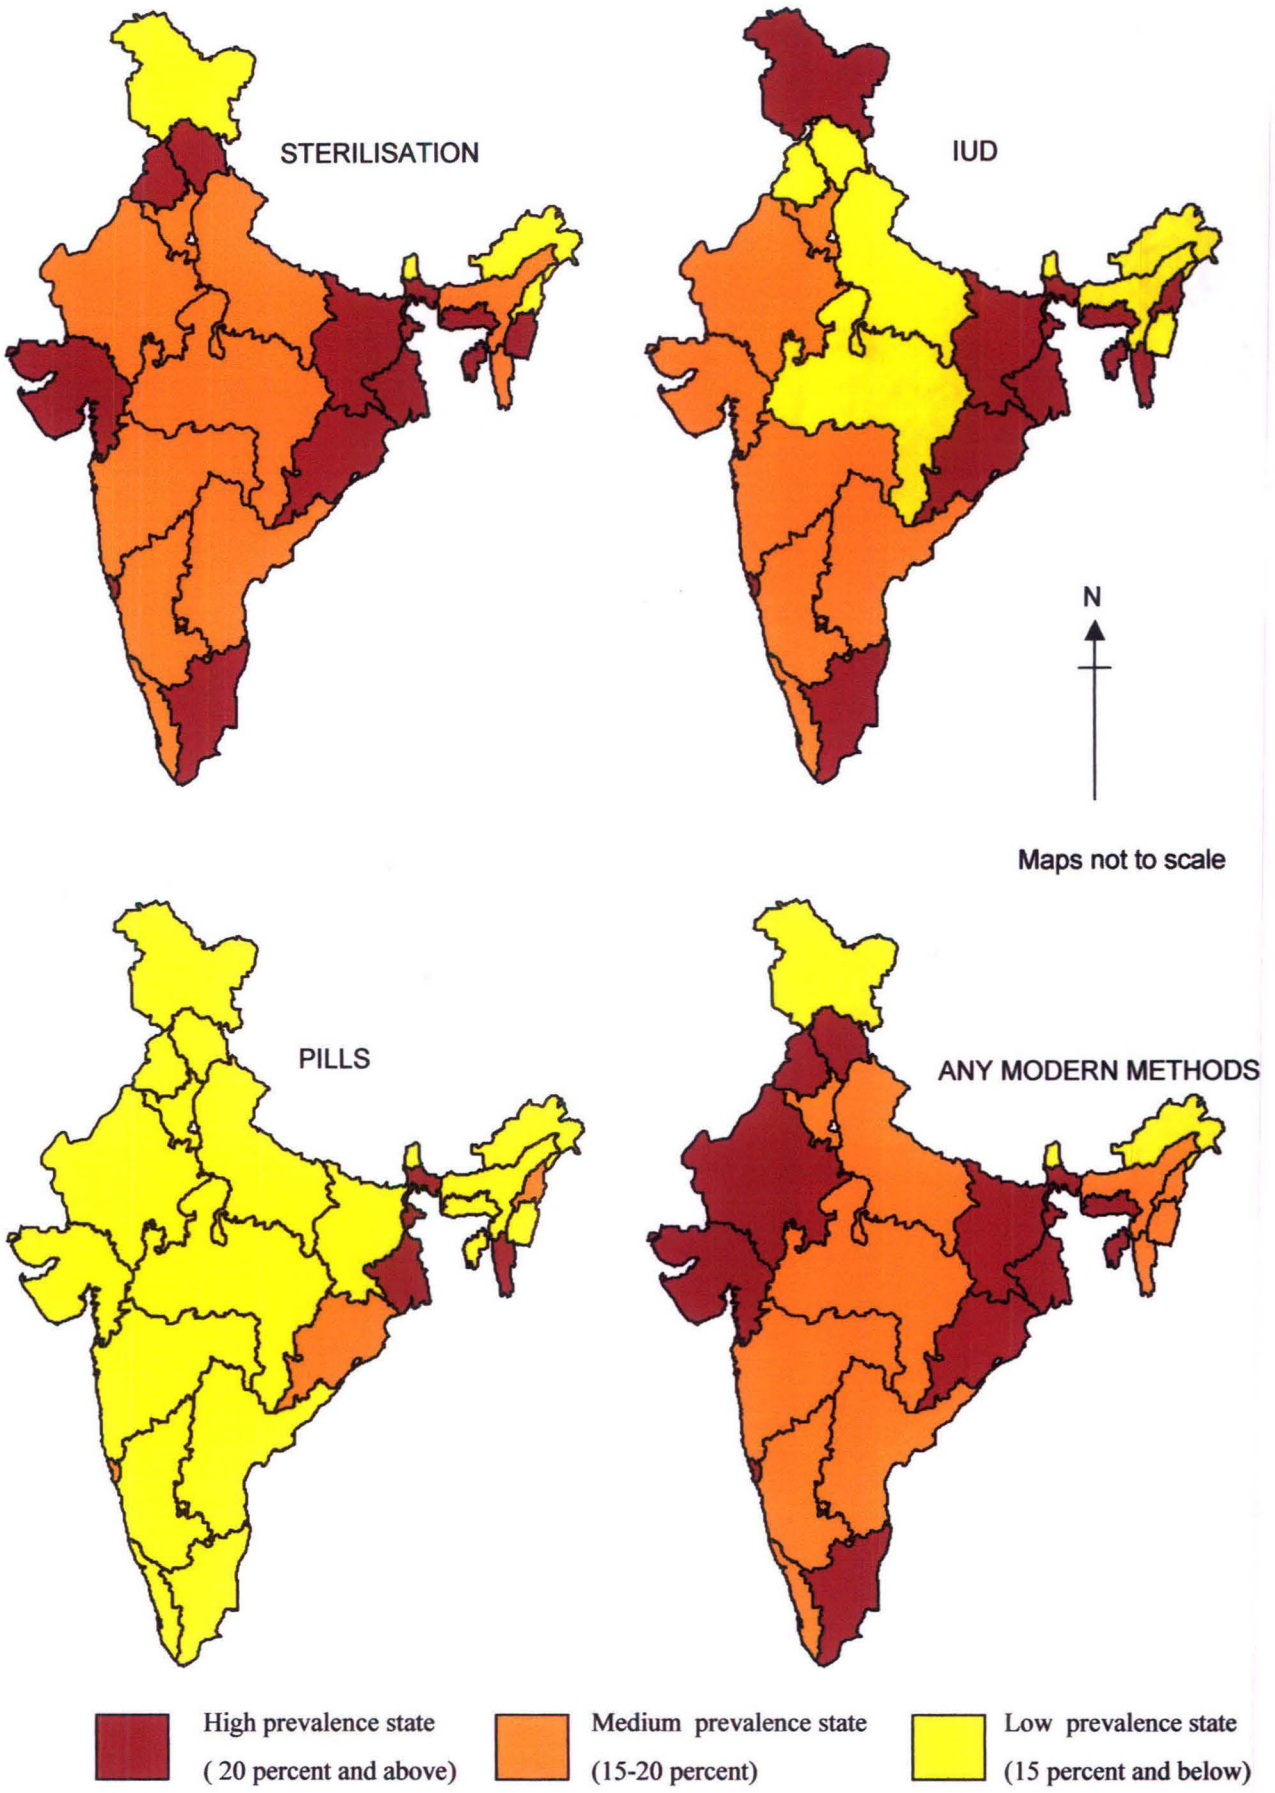 STERILISATION
IUD
N
Maps not to scale
PILLS
ANY MODERN METHODS
High prevalence state
( 20 percent and above)
Medium prevalence state
(15-20 percent)
Low prevalence state
(15 percent and below)